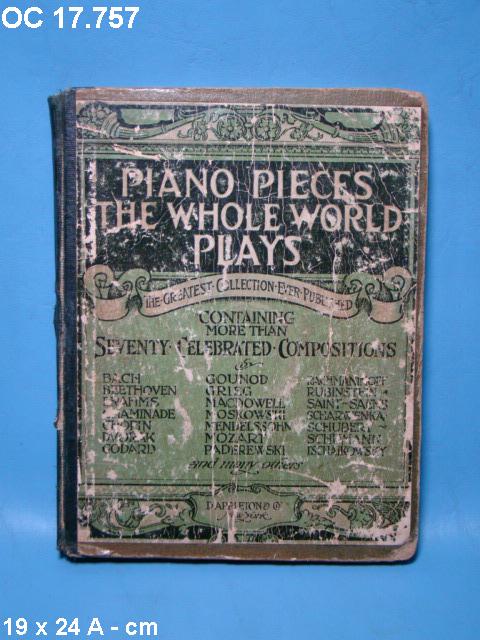 OC 17.757
PIANO PIECES
THE WHOLE WORLD
PLAYS
THE·GREATEST·COLLECTION·EVER·PUBLISHED
CONTAINING
MORE THAN
SEVENTY·CELEBRATED·COMPOSITIONS
BACH
BEETHOVEN
BRAHMS
CHAMINADE
CHOPIN
DVORAK
GODARD
GOUNOD
GRIEG
MACDOWELL
MOSKOWSKI
MENDELSSOHN
MOZART
PADEREWSKI
RACHMANINOFF
RUBINSTEIN
SAINT-SAËNS
SCHARWENKA
SCHUBERT
SCHUMANN
TSCHAIKOWSKY
and many others
D. APPLETON & CO
19 x 24 A - cm